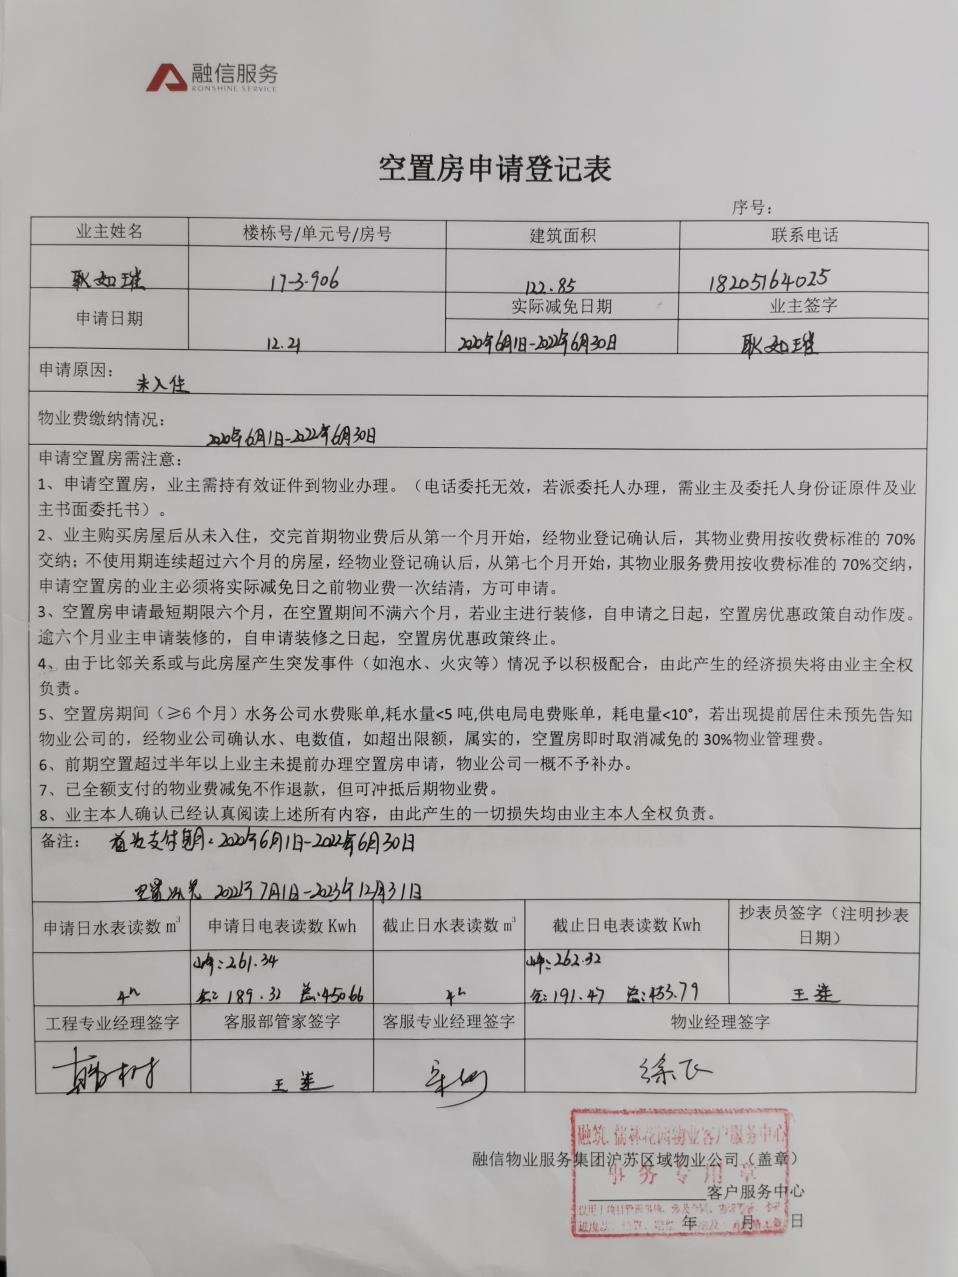 融信服务
RONSHINE SERVICE
空置房申请登记表
序号：
业主姓名 楼栋号/单元号/房号 建筑面积 联系电话
耿如瑾 17-3-906 122.85 18205164025
申请日期 12.21 实际减免日期 业主签字
2020年6月1日-2022年6月30日 耿如瑾
申请原因： 未入住
物业费缴纳情况： 2020年6月1日-2022年6月30日
申请空置房需注意：
1、申请空置房，业主需持有效证件到物业办理。（电话委托无效，若派委托人办理，需业主及委托人身份证原件及业
主书面委托书）。
2、业主购买房屋后从未入住，交完首期物业费后从第一个月开始，经物业登记确认后，其物业费用按收费标准的 70%
交纳；不使用期连续超过六个月的房屋，经物业登记确认后，从第七个月开始，其物业服务费用按收费标准的 70%交纳，
申请空置房的业主必须将实际减免日之前物业费一次结清，方可申请。
3、空置房申请最短期限六个月，在空置期间不满六个月，若业主进行装修，自申请之日起，空置房优惠政策自动作废。
逾六个月业主申请装修的，自申请装修之日起，空置房优惠政策终止。
4、由于比邻关系或与此房屋产生突发事件（如泡水、火灾等）情况予以积极配合，由此产生的经济损失将由业主全权
负责。
5、空置房期间（≥6 个月）水务公司水费账单,耗水量<5 吨,供电局电费账单，耗电量<10°，若出现提前居住未预先告知
物业公司的，经物业公司确认水、电数值，如超出限额，属实的，空置房即时取消减免的 30%物业管理费。
6、前期空置超过半年以上业主未提前办理空置房申请，物业公司一概不予补办。
7、已全额支付的物业费减免不作退款，但可冲抵后期物业费。
8、业主本人确认已经认真阅读上述所有内容，由此产生的一切损失均由业主本人全权负责。
备注： 首次支付周期：2020年6月1日-2022年6月30日
空置减免 2022年7月1日-2023年12月31日
申请日水表读数 m³ 申请日电表读数 Kwh 截止日水表读数 m³ 截止日电表读数 Kwh 抄表员签字（注明抄表
日期）
峰：261.34 峰：262.32
谷：189.32 总：450.66 谷：191.47 总：453.79 王莲
工程专业经理签字 客服部管家签字 客服专业经理签字 物业经理签字
王莲 徐飞
融筑.儒林花园物业客户服务中心
融信物业服务集团沪苏区域物业公司（盖章）
事务专用章
客户服务中心
年 月 日